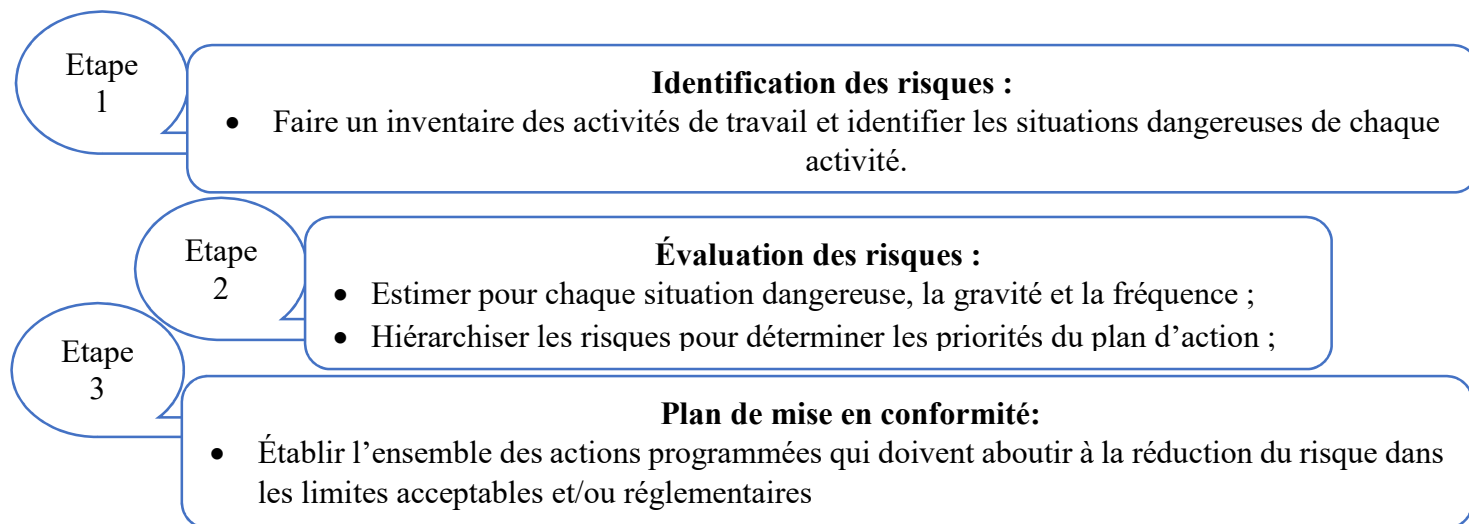 Etape
1
Identification des risques :
• Faire un inventaire des activités de travail et identifier les situations dangereuses de chaque
activité.
Etape
2
Évaluation des risques :
• Estimer pour chaque situation dangereuse, la gravité et la fréquence ;
• Hiérarchiser les risques pour déterminer les priorités du plan d’action ;
Etape
3
Plan de mise en conformité:
• Établir l’ensemble des actions programmées qui doivent aboutir à la réduction du risque dans
les limites acceptables et/ou réglementaires